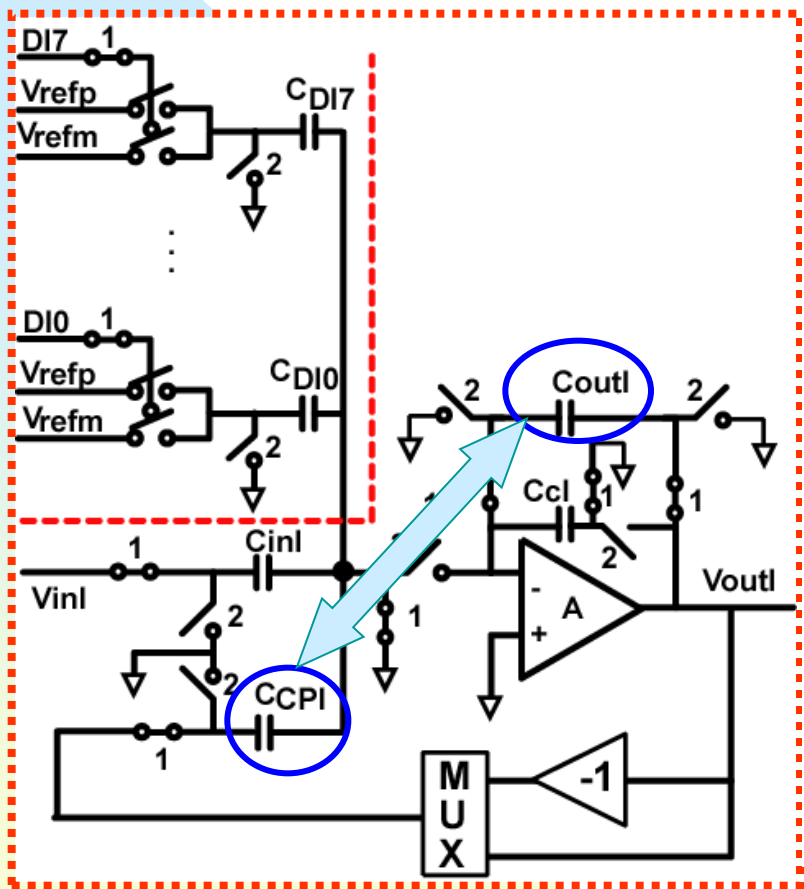 DI7 1
Vrefp
Vrefm
CDI7
2
⋮
DI0 1
Vrefp
Vrefm
CDI0
2
2 CoutI 2
CcI 1 1
2
1 CinI
VinI
2
1
- A
+
VoutI
2 CCPI
1
MUX
-1